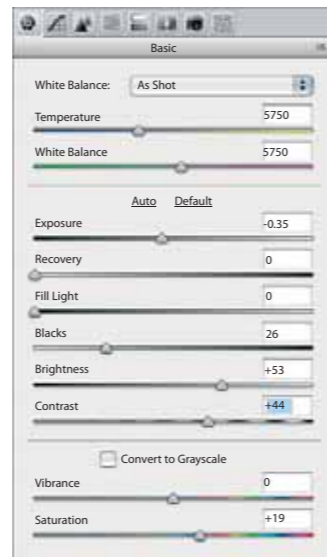 Basic
White Balance: As Shot
Temperature 5750
White Balance 5750
Auto Default
Exposure -0.35
Recovery 0
Fill Light 0
Blacks 26
Brightness +53
Contrast +44
Convert to Grayscale
Vibrance 0
Saturation +19